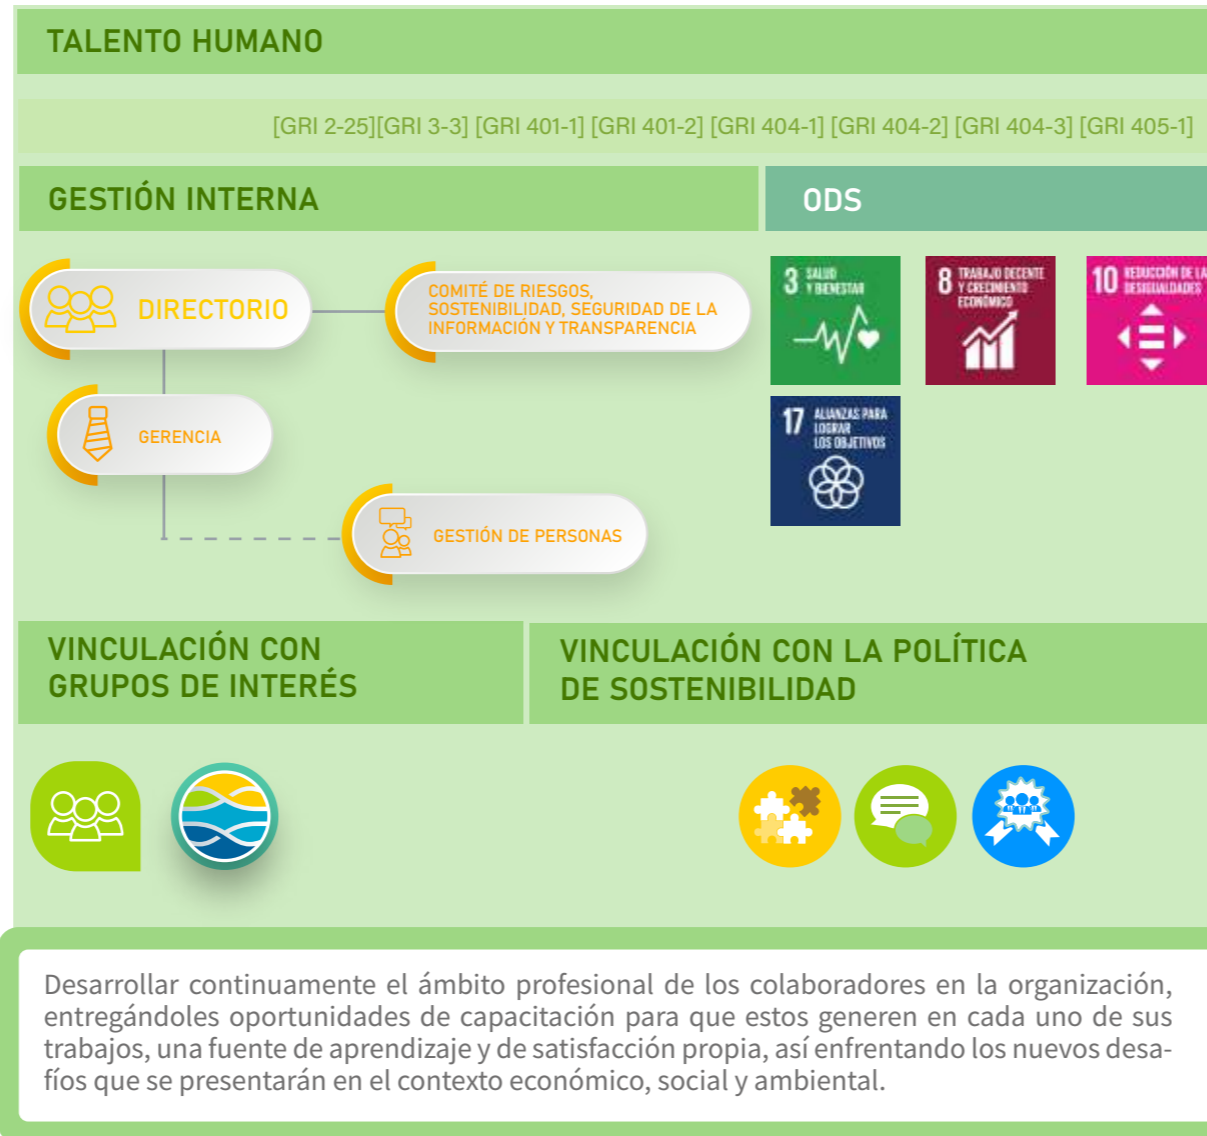 TALENTO HUMANO
[GRI 2-25][GRI 3-3] [GRI 401-1] [GRI 401-2] [GRI 404-1] [GRI 404-2] [GRI 404-3] [GRI 405-1]
GESTIÓN INTERNA
ODS
DIRECTORIO
COMITÉ DE RIESGOS,
SOSTENIBILIDAD, SEGURIDAD DE LA
INFORMACIÓN Y TRANSPARENCIA
GERENCIA
GESTIÓN DE PERSONAS
3 SALUD
Y BIENESTAR
8 TRABAJO DECENTE
Y CRECIMIENTO
ECONÓMICO
10 REDUCCIÓN DE LAS
DESIGUALDADES
17 ALIANZAS PARA
LOGRAR
LOS OBJETIVOS
VINCULACIÓN CON
GRUPOS DE INTERÉS
VINCULACIÓN CON LA POLÍTICA
DE SOSTENIBILIDAD
Desarrollar continuamente el ámbito profesional de los colaboradores en la organización,
entregándoles oportunidades de capacitación para que estos generen en cada uno de sus
trabajos, una fuente de aprendizaje y de satisfacción propia, así enfrentando los nuevos desa-
fíos que se presentarán en el contexto económico, social y ambiental.